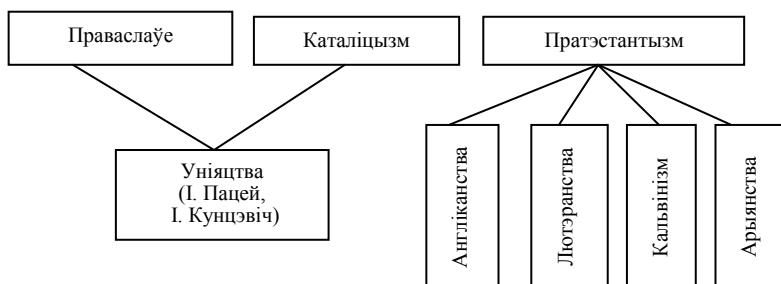 Праваслаўе
Каталіцызм
Пратэстантызм
Уніяцтва
(І. Пацей,
І. Кунцэвіч)
Англіканства
Лютэранства
Кальвінізм
Арыянства